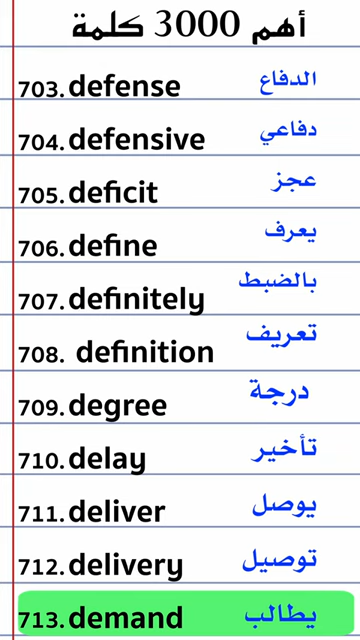 أهم 3000 كلمة
703. defense الدفاع
704. defensive دفاعي
705. deficit عجز
706. define يعرف
707. definitely بالضبط
708. definition تعريف
709. degree درجة
710. delay تأخير
711. deliver يوصل
712. delivery توصيل
713. demand يطالب